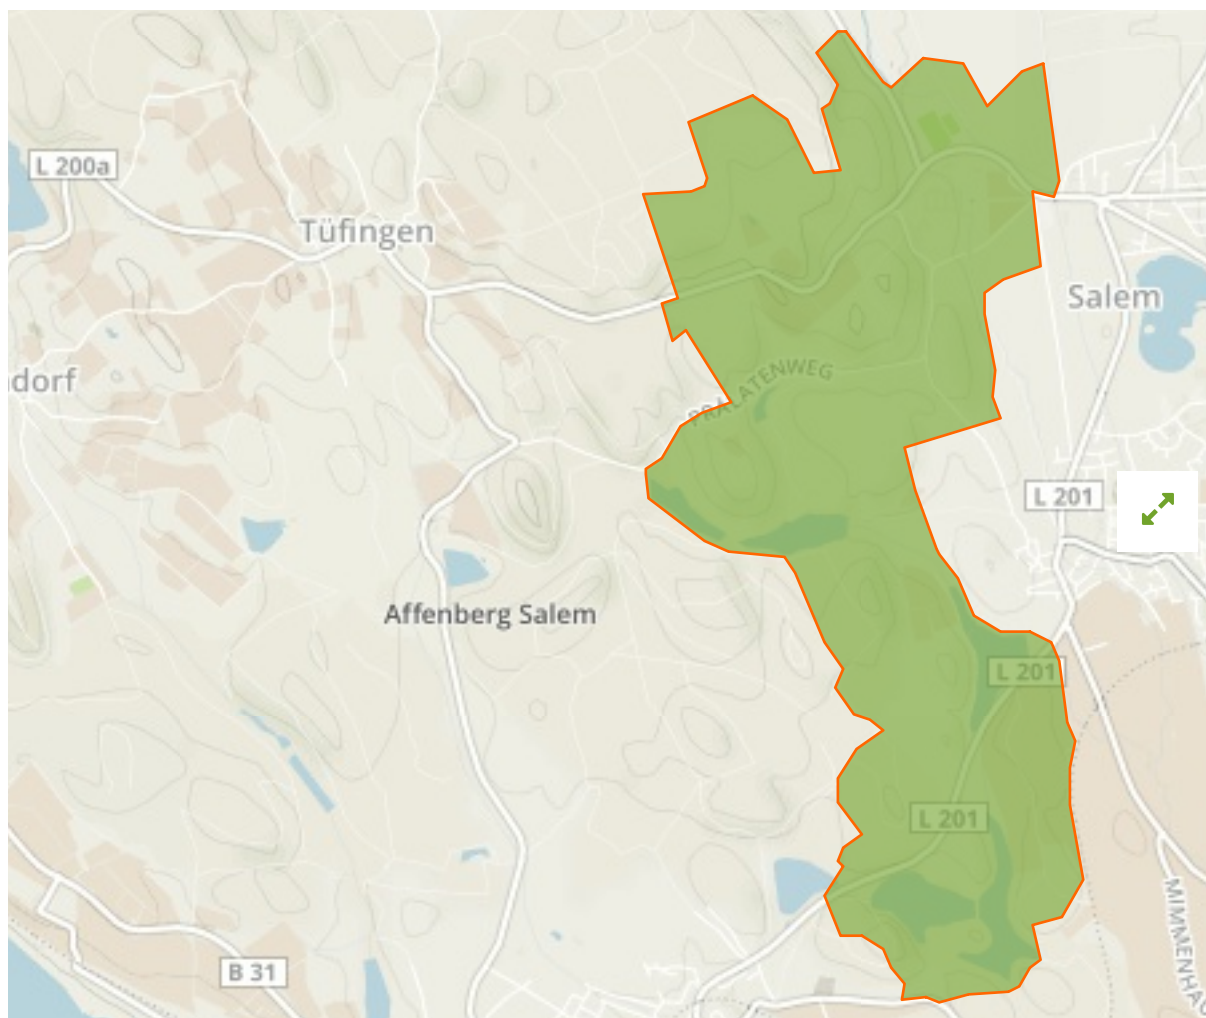 L 200a
Tüfingen
Salem
dorf
PRÄLATENWEG
L 201
Affenberg Salem
L 201
L 201
B 31
MIMMENHAU